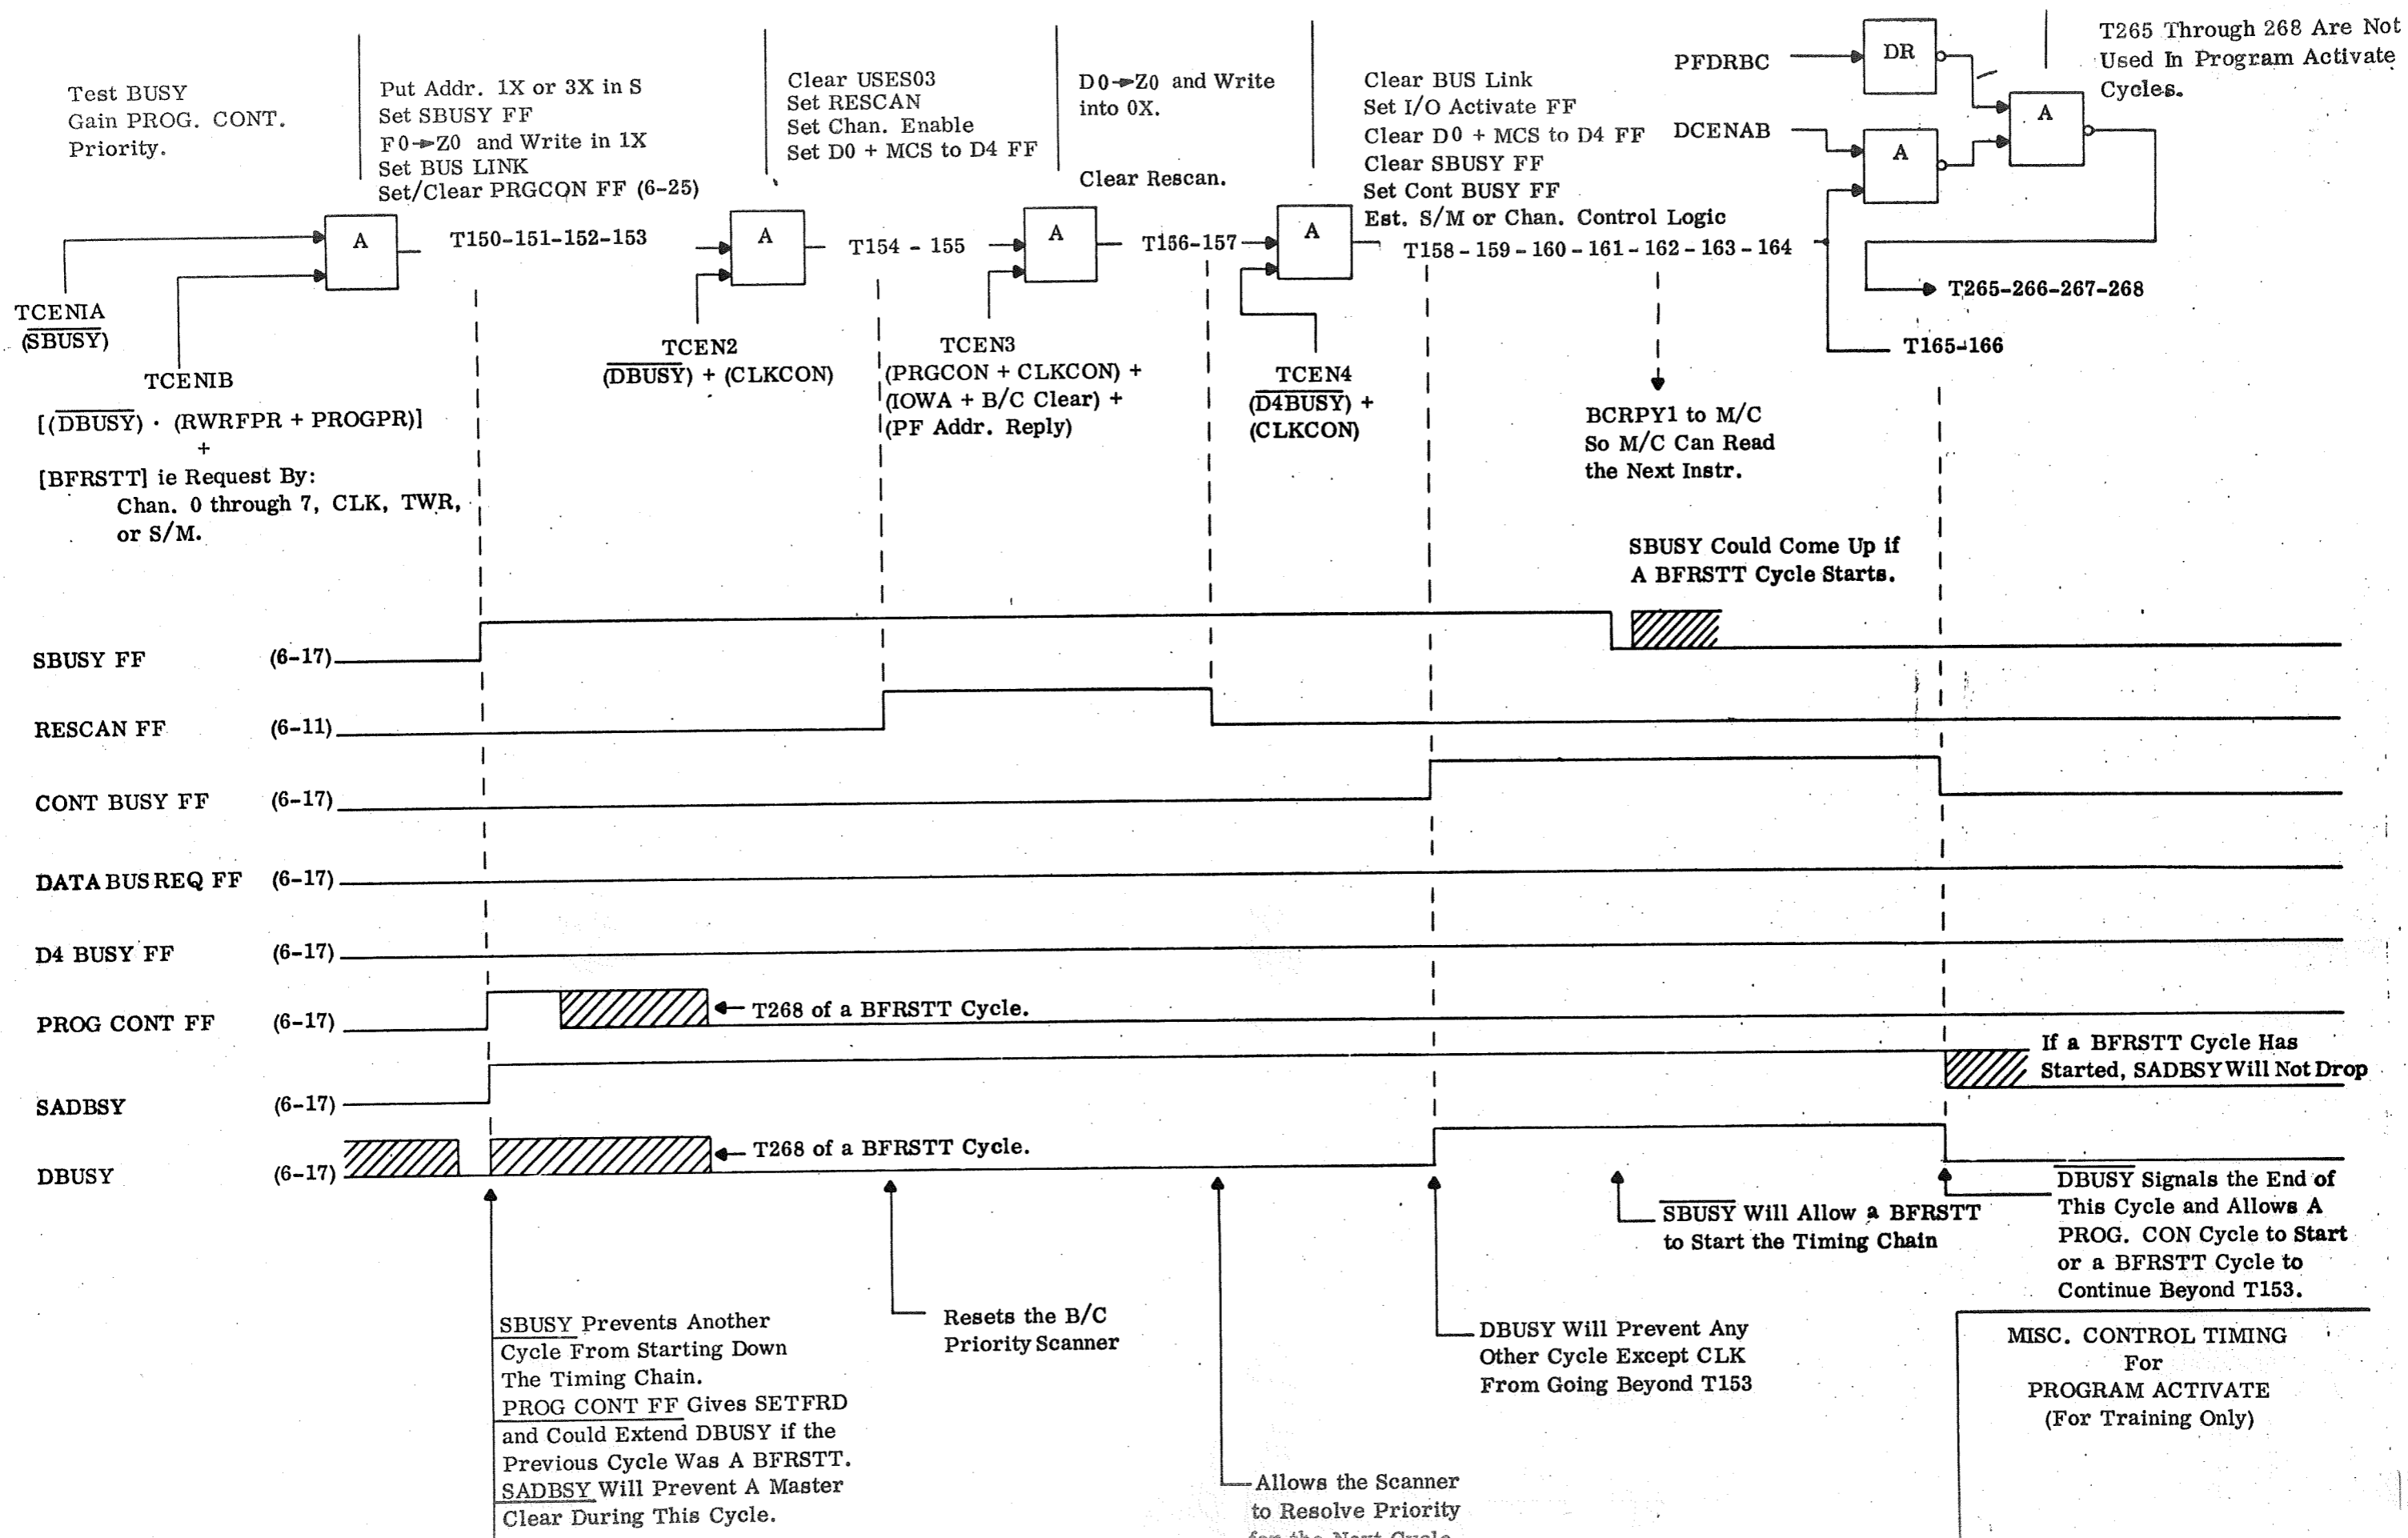 Test BUSY
Gain PROG. CONT.
Priority.
Put Addr. 1X or 3X in S
Set SBUSY FF
F0→Z0 and Write in 1X
Set BUS LINK
Set/Clear PRGCON FF (6-25)
Clear USES03
Set RESCAN
Set Chan. Enable
Set D0 + MCS to D4 FF
D0→Z0 and Write
into 0X.
Clear Rescan.
Clear BUS Link
Set I/O Activate FF
Clear D0 + MCS to D4 FF
Clear SBUSY FF
Set Cont BUSY FF
Est. S/M or Chan. Control Logic
PFDRBC
DR
DCENAB
A
A
T265 Through 268 Are Not
Used In Program Activate
Cycles.
A
T150-151-152-153
A
T154 - 155
A
T156-157
A
T158 - 159 - 160 - 161 - 162 - 163 - 164
T265-266-267-268
T165-166
TCENIA
(SBUSY)
TCENIB
[(DBUSY) · (RWRFPR + PROGPR)]
+
[BFRSTT] ie Request By:
Chan. 0 through 7, CLK, TWR,
or S/M.
TCEN2
(DBUSY) + (CLKCON)
TCEN3
(PRGCON + CLKCON) +
(IOWA + B/C Clear) +
(PF Addr. Reply)
TCEN4
(D4BUSY) +
(CLKCON)
BCRPY1 to M/C
So M/C Can Read
the Next Instr.
SBUSY Could Come Up if
A BFRSTT Cycle Starts.
SBUSY FF (6-17)
RESCAN FF (6-11)
CONT BUSY FF (6-17)
DATA BUS REQ FF (6-17)
D4 BUSY FF (6-17)
PROG CONT FF (6-17)
T268 of a BFRSTT Cycle.
If a BFRSTT Cycle Has
Started, SADBSY Will Not Drop
SADBSY (6-17)
DBUSY (6-17)
T268 of a BFRSTT Cycle.
SBUSY Prevents Another
Cycle From Starting Down
The Timing Chain.
PROG CONT FF Gives SETFRD
and Could Extend DBUSY if the
Previous Cycle Was A BFRSTT.
SADBSY Will Prevent A Master
Clear During This Cycle.
Resets the B/C
Priority Scanner
Allows the Scanner
to Resolve Priority
for the Next Cycle
DBUSY Will Prevent Any
Other Cycle Except CLK
From Going Beyond T153
SBUSY Will Allow a BFRSTT
to Start the Timing Chain
DBUSY Signals the End of
This Cycle and Allows A
PROG. CON Cycle to Start
or a BFRSTT Cycle to
Continue Beyond T153.
MISC. CONTROL TIMING
For
PROGRAM ACTIVATE
(For Training Only)